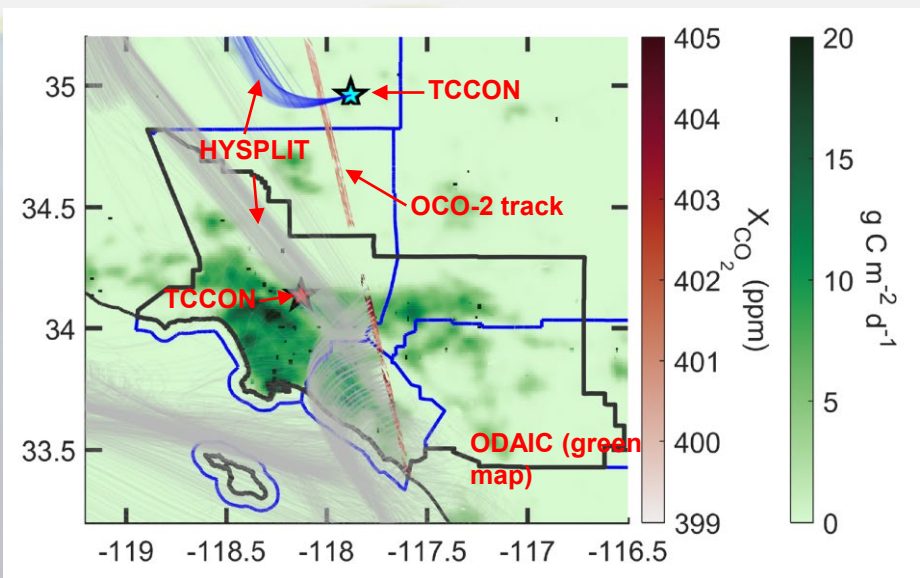 35
34.5
34
33.5
-119
-118.5
-118
-117.5
-117
-116.5
TCCON
HYSPLIT
OCO-2 track
TCCON
ODAIC (green
map)
405
404
403
402
401
400
399
X_CO₂ (ppm)
20
15
10
5
0
g C m⁻² d⁻¹